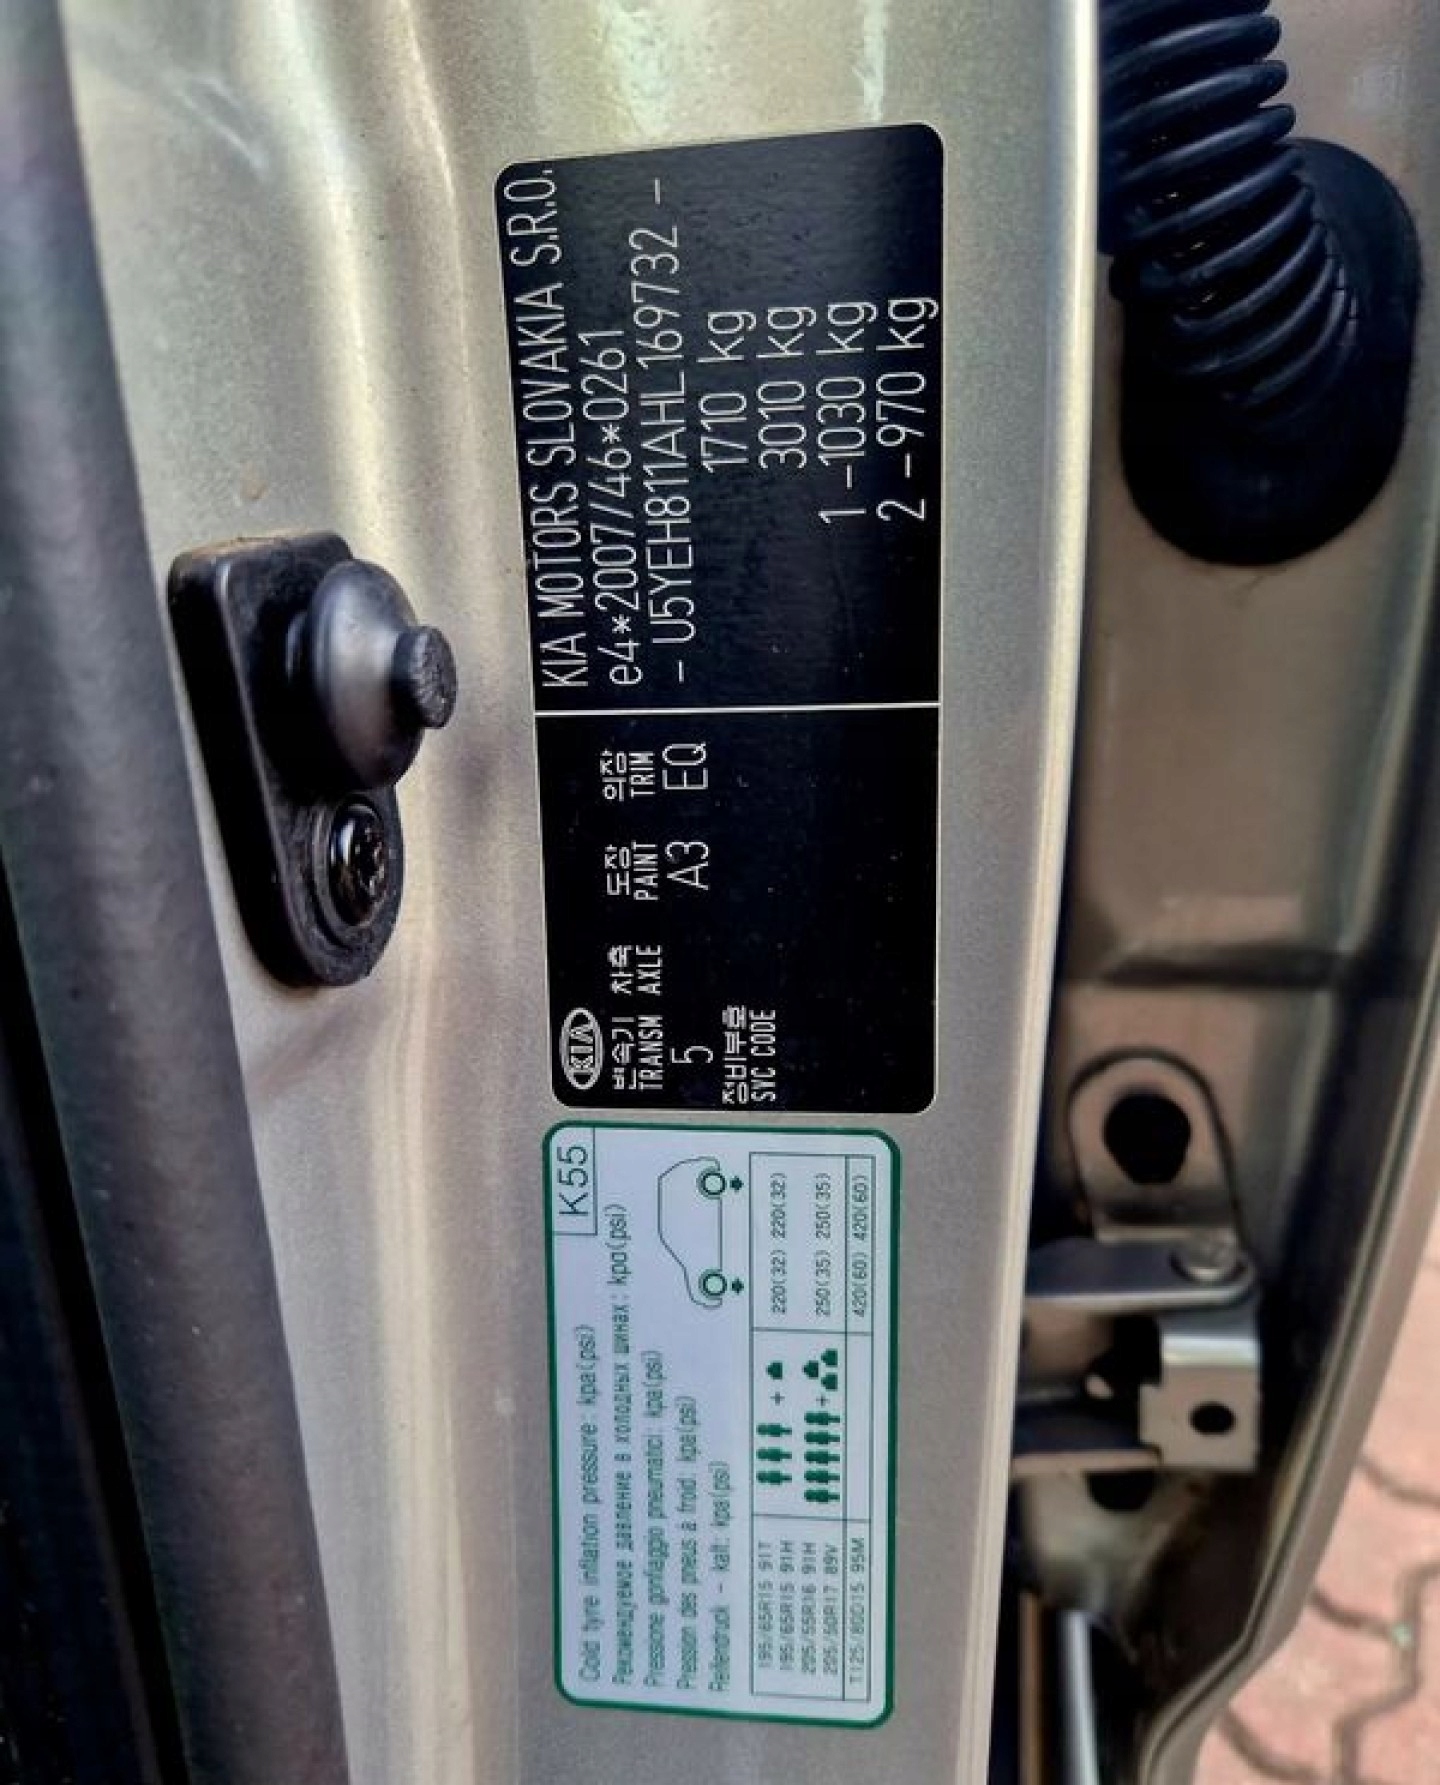 KIA MOTORS SLOVAKIA S.R.O.
e4*2007/46*0261
- U5YEH811AHL169732 -
1710 kg
3010 kg
1 -1030 kg
2 -970 kg
KIA
변속기 차축 도장 의장
TRANSM AXLE PAINT TRIM
5 A3 EQ
정비부호
SVC CODE
K55
Cold tyre inflation pressure: kpa(psi)
Рекомендуемое давление в холодных шинах: kpa(psi)
Pressione gonfiaggio pneumatici kpa(psi)
Pression des pneus à froid. kpa(psi)
Reifendruck - kalt: kpa(psi)
195/65R15 91T 220(32) 220(32)
195/65R15 91H
205/55R16 91H 250(35) 250(35)
205/50R17 89V
T125/80D15 95M 420(60) 420(60)